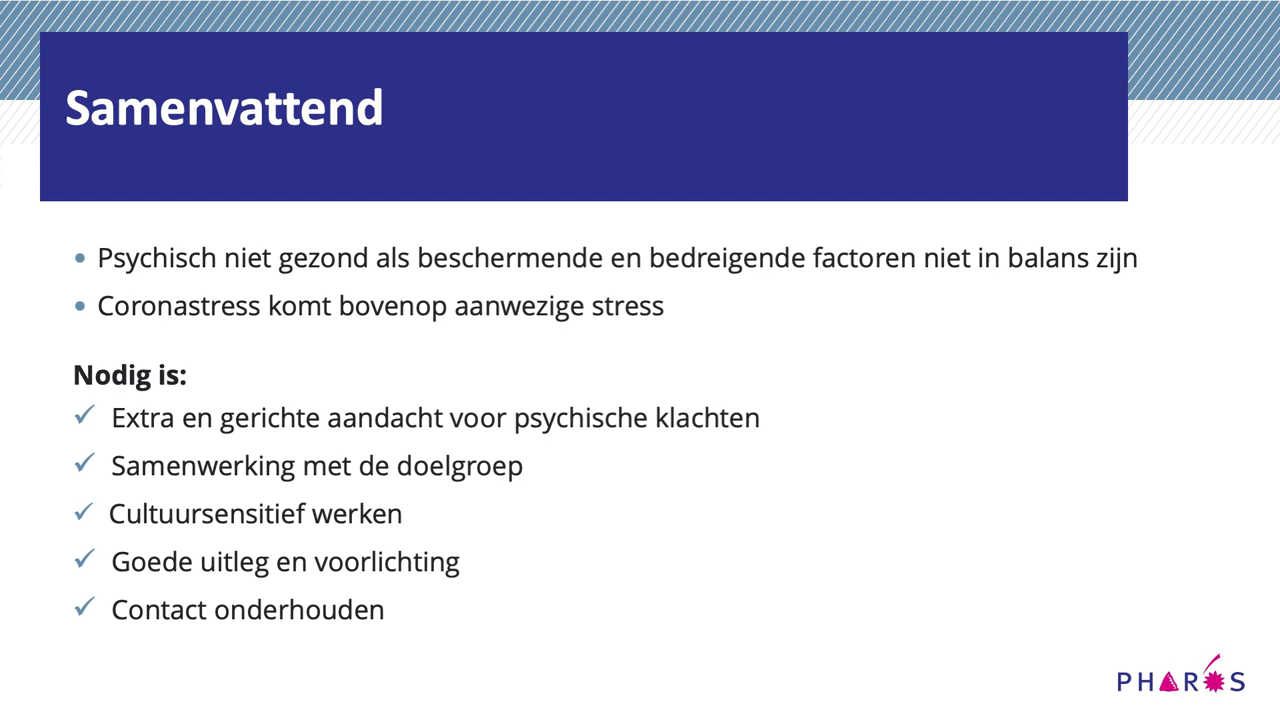 Samenvattend
• Psychisch niet gezond als beschermende en bedreigende factoren niet in balans zijn
• Coronastress komt bovenop aanwezige stress
Nodig is:
✓ Extra en gerichte aandacht voor psychische klachten
✓ Samenwerking met de doelgroep
✓ Cultuursensitief werken
✓ Goede uitleg en voorlichting
✓ Contact onderhouden
PHAROS